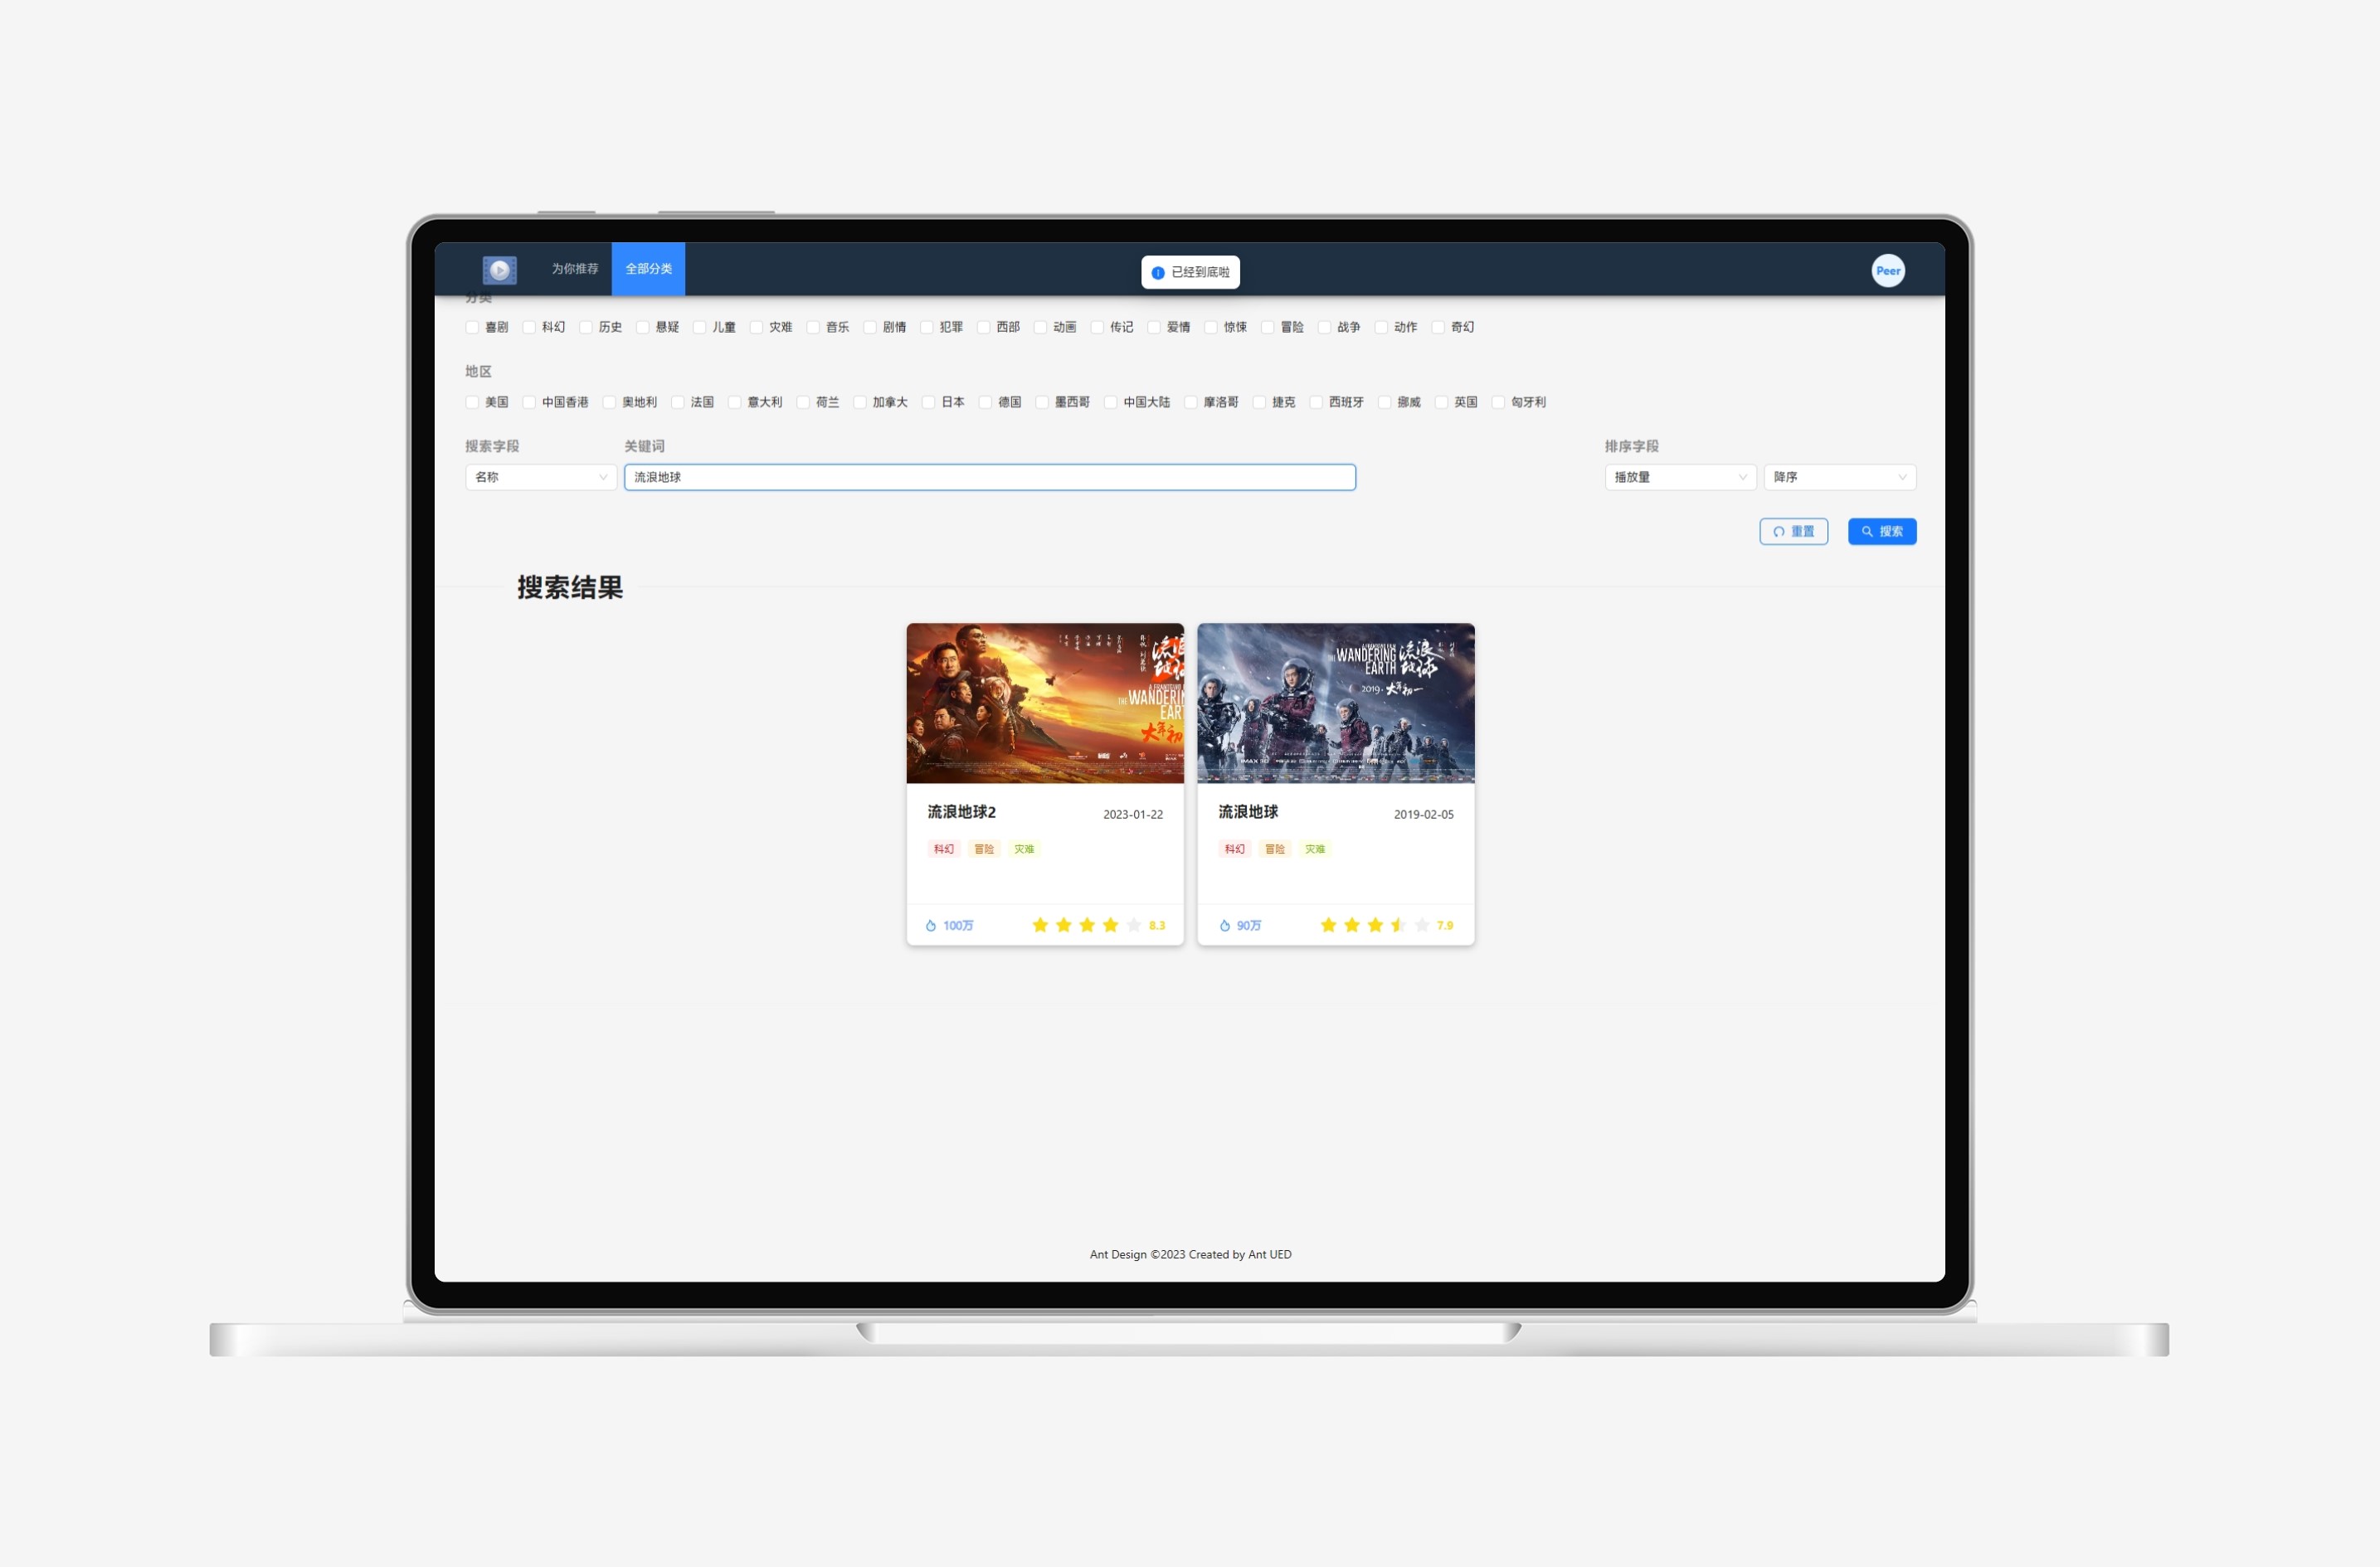 为你推荐 全部分类 已经到底啦 Peer
分类
喜剧 科幻 历史 悬疑 儿童 灾难 音乐 剧情 犯罪 西部 动画 传记 爱情 惊悚 冒险 战争 动作 奇幻
地区
美国 中国香港 奥地利 法国 意大利 荷兰 加拿大 日本 德国 墨西哥 中国大陆 摩洛哥 捷克 西班牙 挪威 英国 匈牙利
搜索字段 关键词 排序字段
名称 流浪地球 播放量 降序
重置 搜索
搜索结果
流浪地球2
THE WANDERIN
EART
大年初一
THE WANDERING
EARTH
流浪地球
2019·大年初一
流浪地球2 2023-01-22
科幻 冒险 灾难
100万 8.3
流浪地球 2019-02-05
科幻 冒险 灾难
90万 7.9
Ant Design ©2023 Created by Ant UED